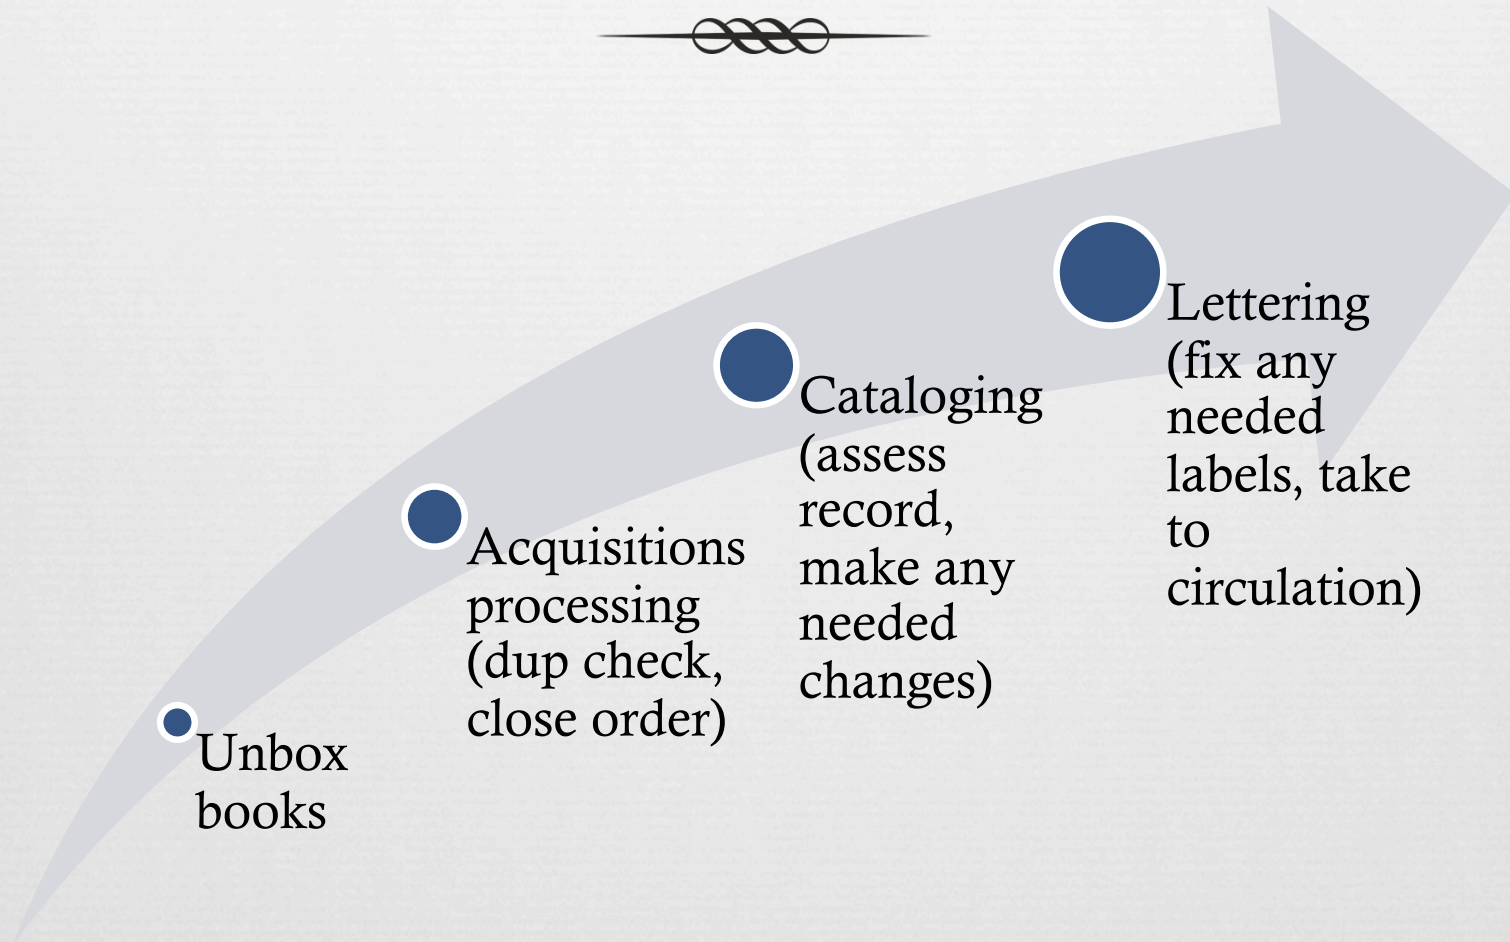 Unbox
books
Acquisitions
processing
(dup check,
close order)
Cataloging
(assess
record,
make any
needed
changes)
Lettering
(fix any
needed
labels, take
to
circulation)